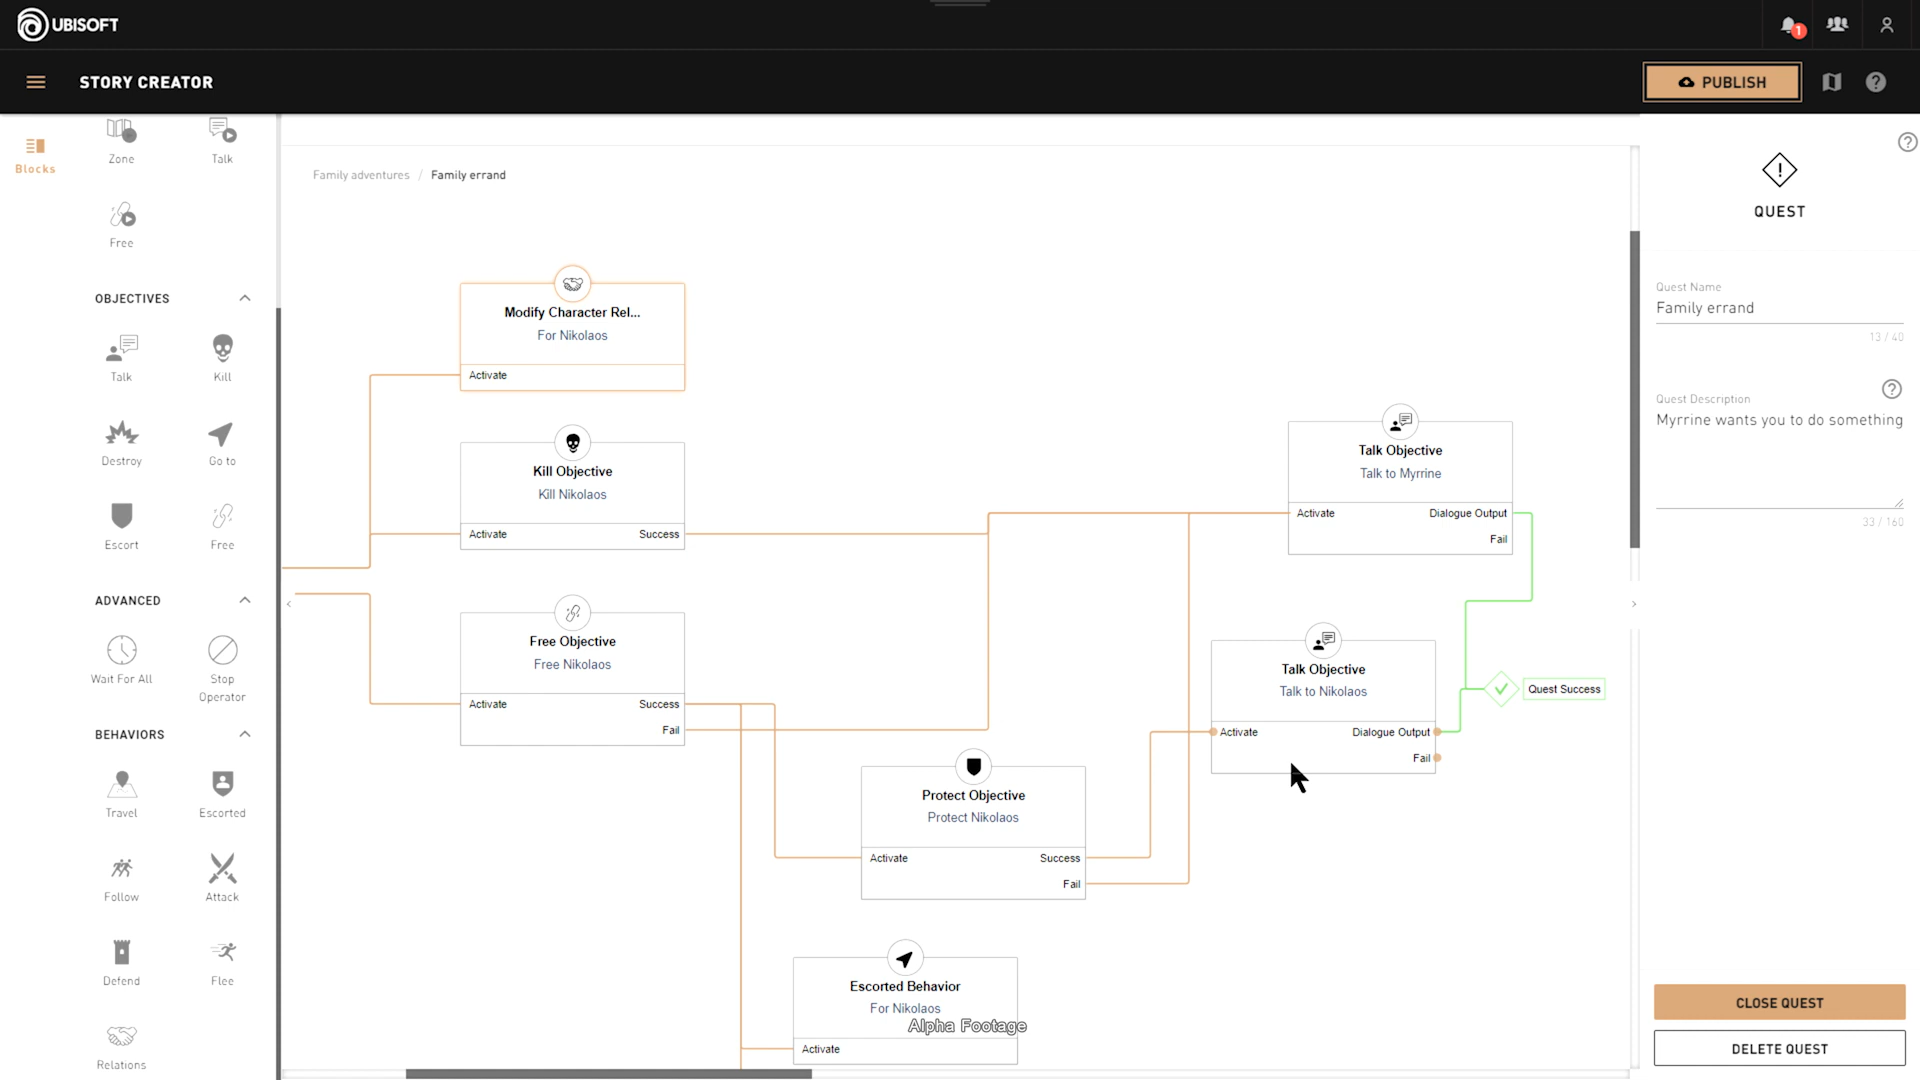 UBISOFT
1
STORY CREATOR
PUBLISH
Blocks
Zone
Talk
Free
OBJECTIVES
Talk
Kill
Destroy
Go to
Escort
Free
ADVANCED
Wait For All
Stop
Operator
BEHAVIORS
Travel
Escorted
Follow
Attack
Defend
Flee
Relations
Family adventures / Family errand
Modify Character Rel...
For Nikolaos
Activate
Kill Objective
Kill Nikolaos
Activate
Success
Free Objective
Free Nikolaos
Activate
Success
Fail
Protect Objective
Protect Nikolaos
Activate
Success
Fail
Escorted Behavior
For Nikolaos
Activate
Alpha Footage
Talk Objective
Talk to Myrrine
Activate
Dialogue Output
Fail
Talk Objective
Talk to Nikolaos
Activate
Dialogue Output
Fail
Quest Success
QUEST
Quest Name
Family errand
13 / 40
Quest Description
Myrrine wants you to do something
33 / 160
CLOSE QUEST
DELETE QUEST